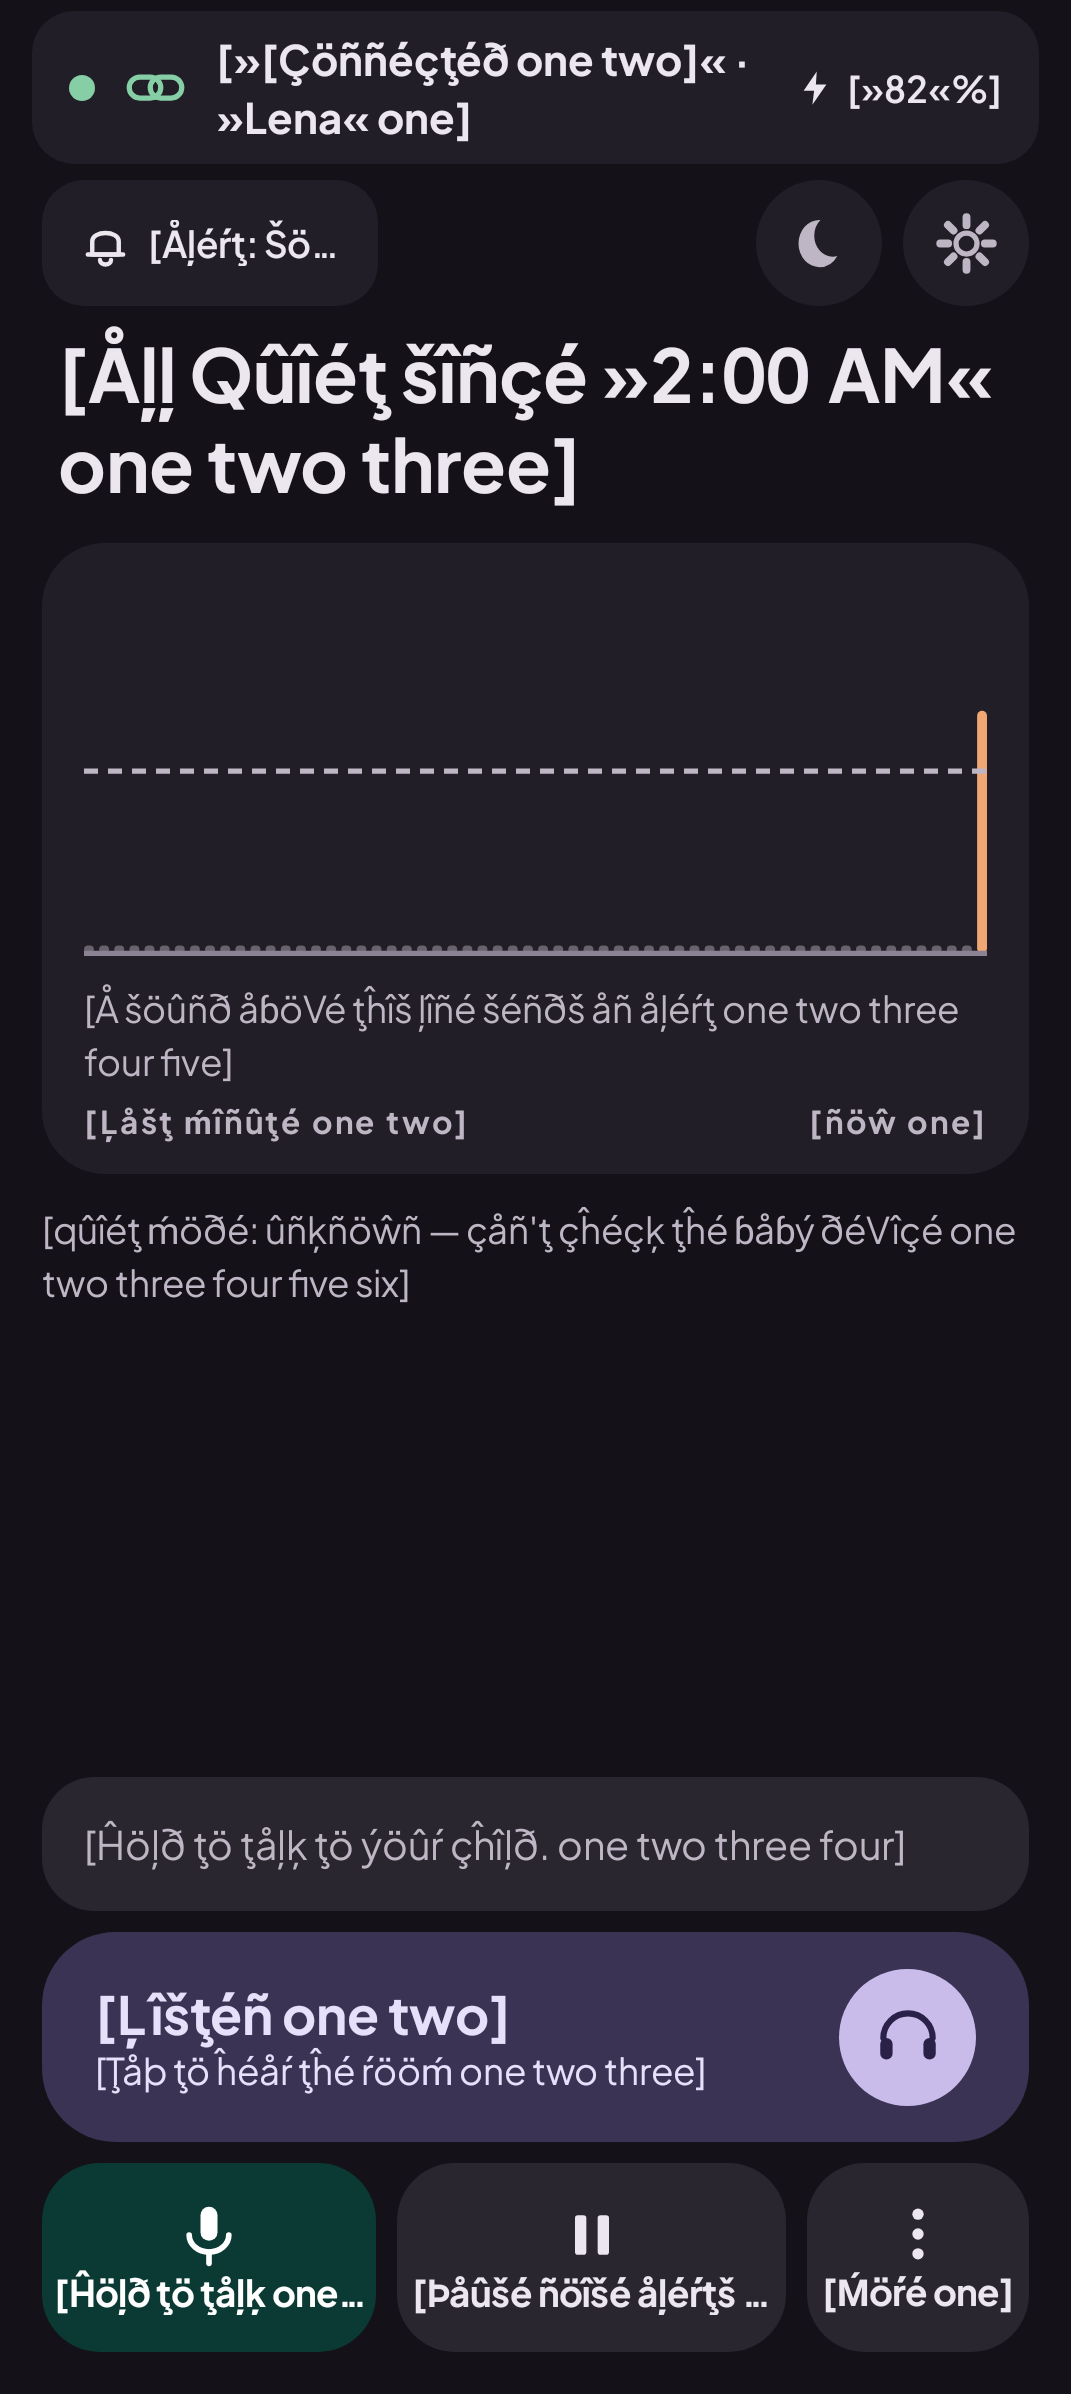 [»[Çöññéçţéð one two]« ·
»Lena« one]
[»82«%]
[Åļéŕţ: Šö…
[Åļļ Qûîéţ šîñçé »2:00 AM«
one two three]
[Å šöûñð åƀöVé ţĥîš ļîñé šéñðš åñ åļéŕţ one two three
four five]
[Ļåšţ ḿîñûţé one two]
[ñöŵ one]
[qûîéţ ḿöðé: ûñķñöŵñ — çåñ'ţ çĥéçķ ţĥé ƀåƀý ðéVîçé one
two three four five six]
[Ĥöļð ţö ţåļķ ţö ýöûŕ çĥîļð. one two three four]
[Ļîšţéñ one two]
[Ţåþ ţö ĥéåŕ ţĥé ŕööḿ one two three]
[Ĥöļð ţö ţåļķ one…
[Þåûšé ñöîšé åļéŕţš …
[Ḿöŕé one]